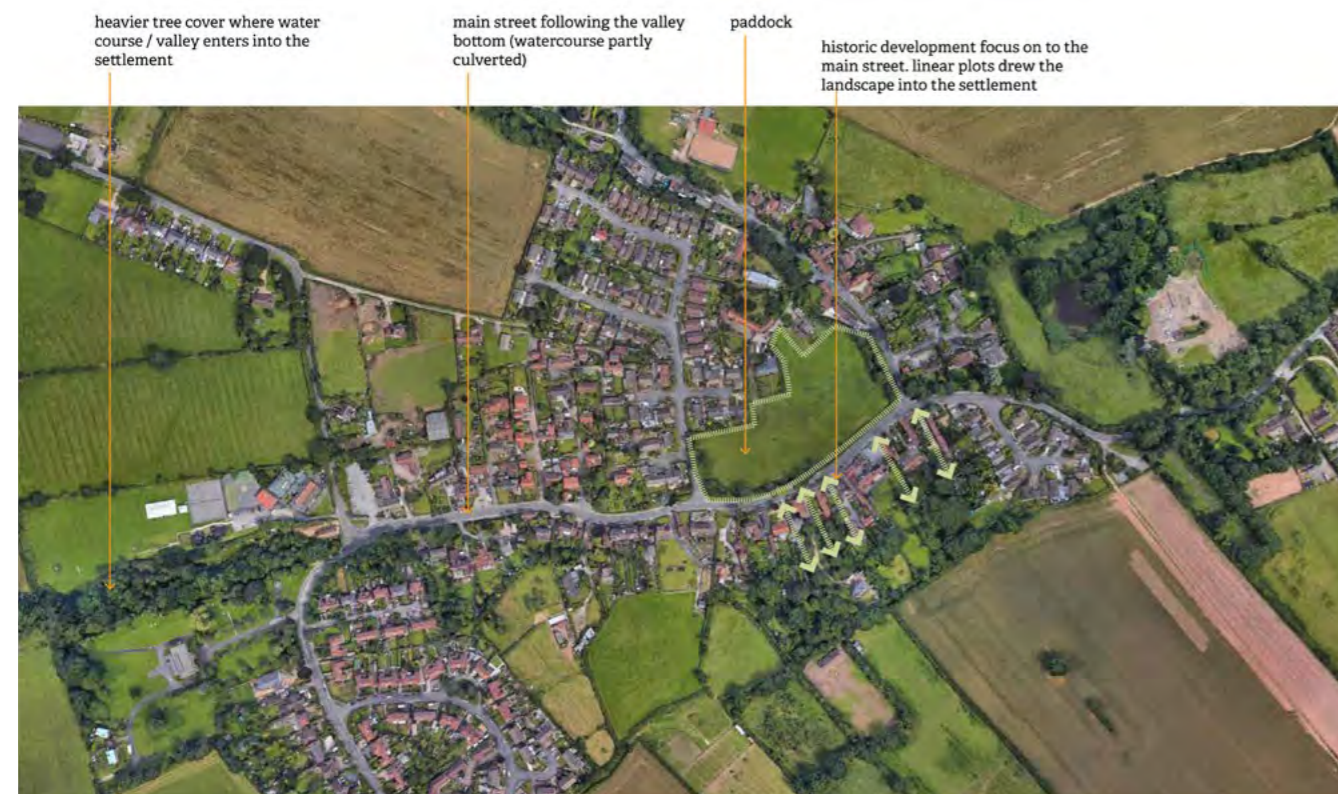 heavier tree cover where water
course / valley enters into the
settlement
main street following the valley
bottom (watercourse partly
culverted)
paddock
historic development focus on to the
main street. linear plots drew the
landscape into the settlement